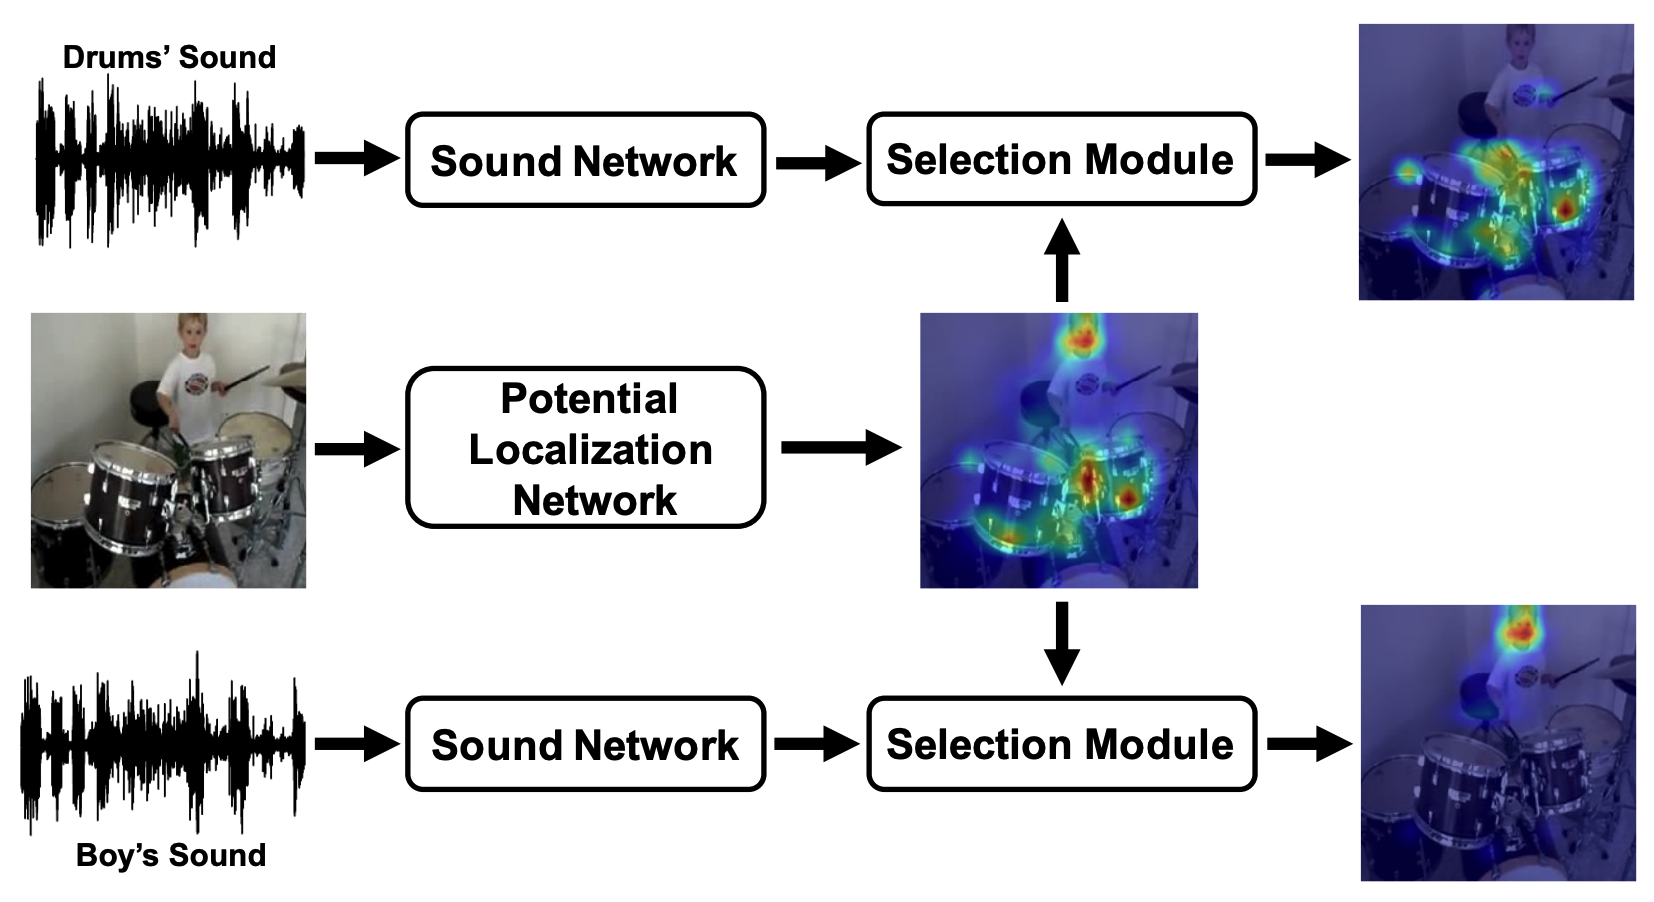 Drums’ Sound
Sound Network
Selection Module
Potential
Localization
Network
Sound Network
Selection Module
Boy’s Sound